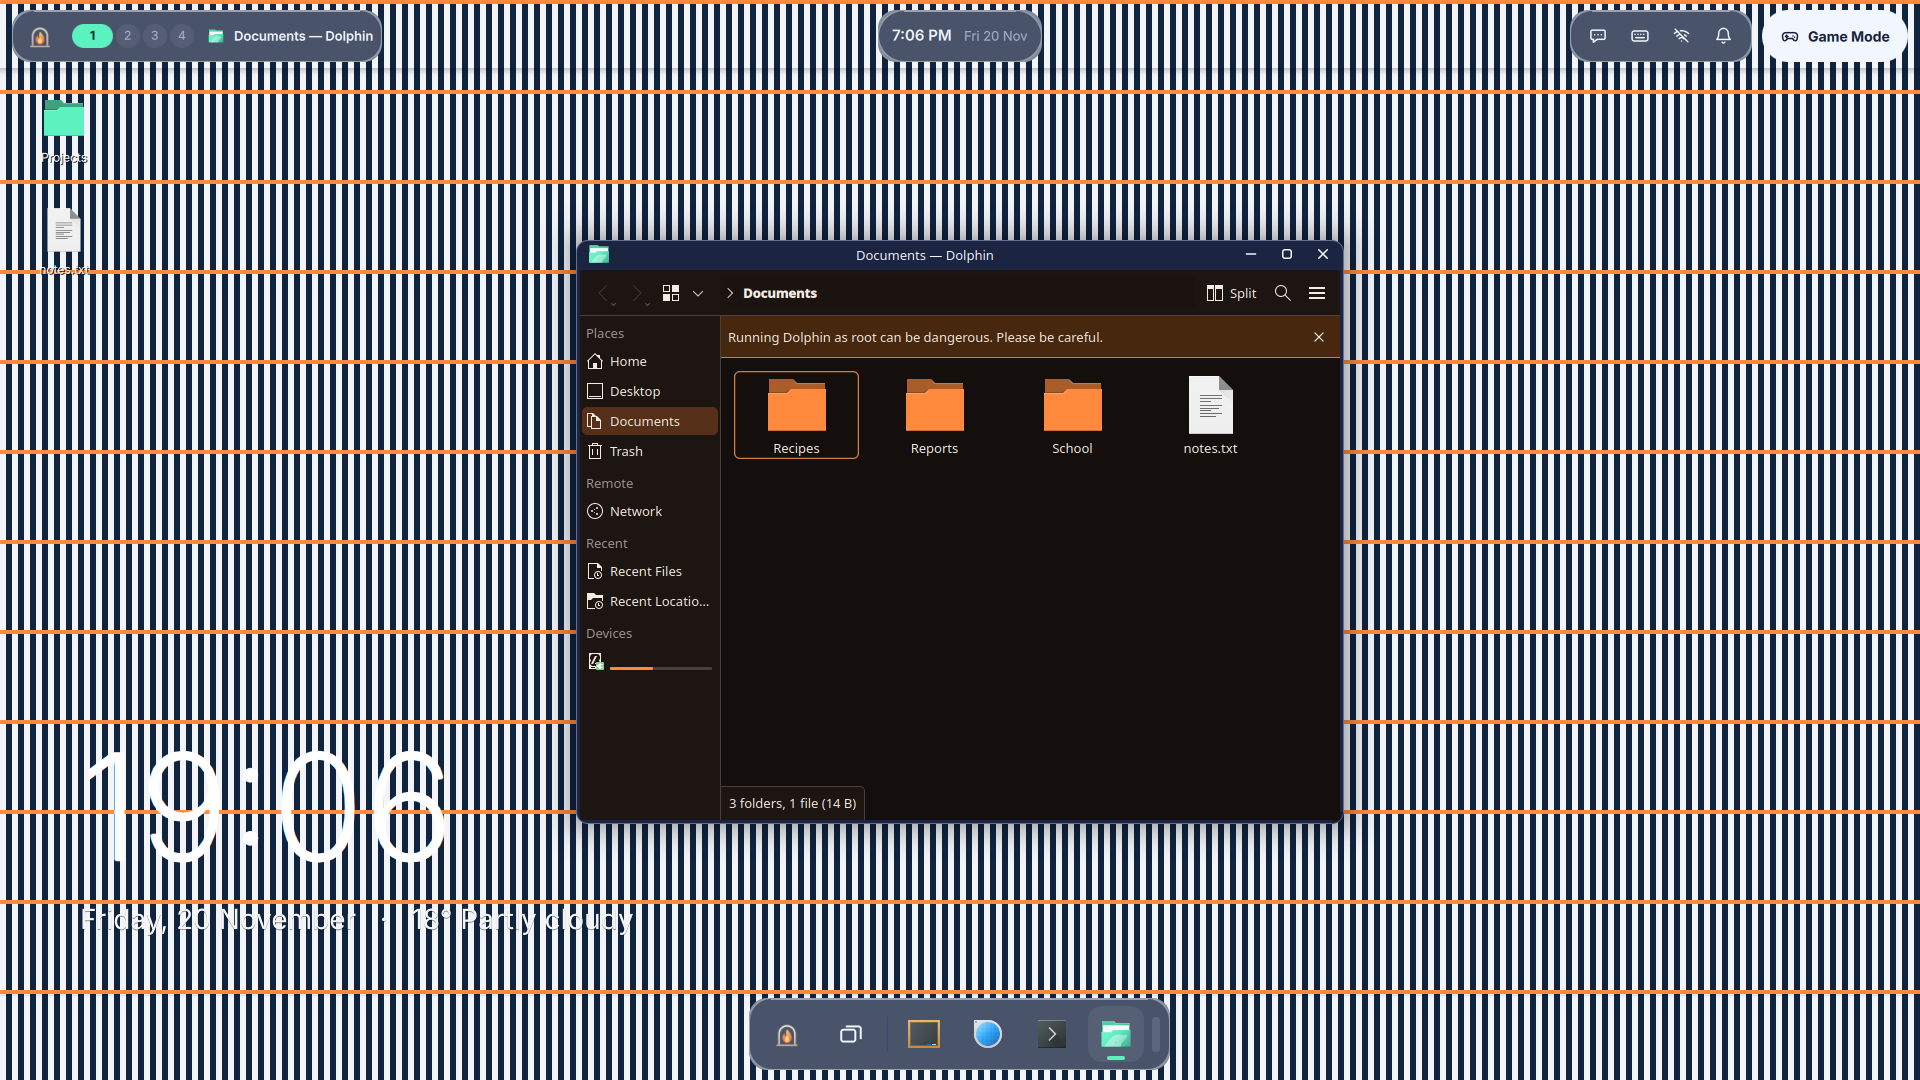 1 2 3 4 Documents — Dolphin
7:06 PM Fri 20 Nov
Game Mode
Projects
notes.txt
Documents — Dolphin
Documents
Split
Places
Home
Desktop
Documents
Trash
Remote
Network
Recent
Recent Files
Recent Locatio...
Devices
Running Dolphin as root can be dangerous. Please be careful.
Recipes
Reports
School
notes.txt
3 folders, 1 file (14 B)
19:06
Friday, 20 November · 18° Partly cloudy